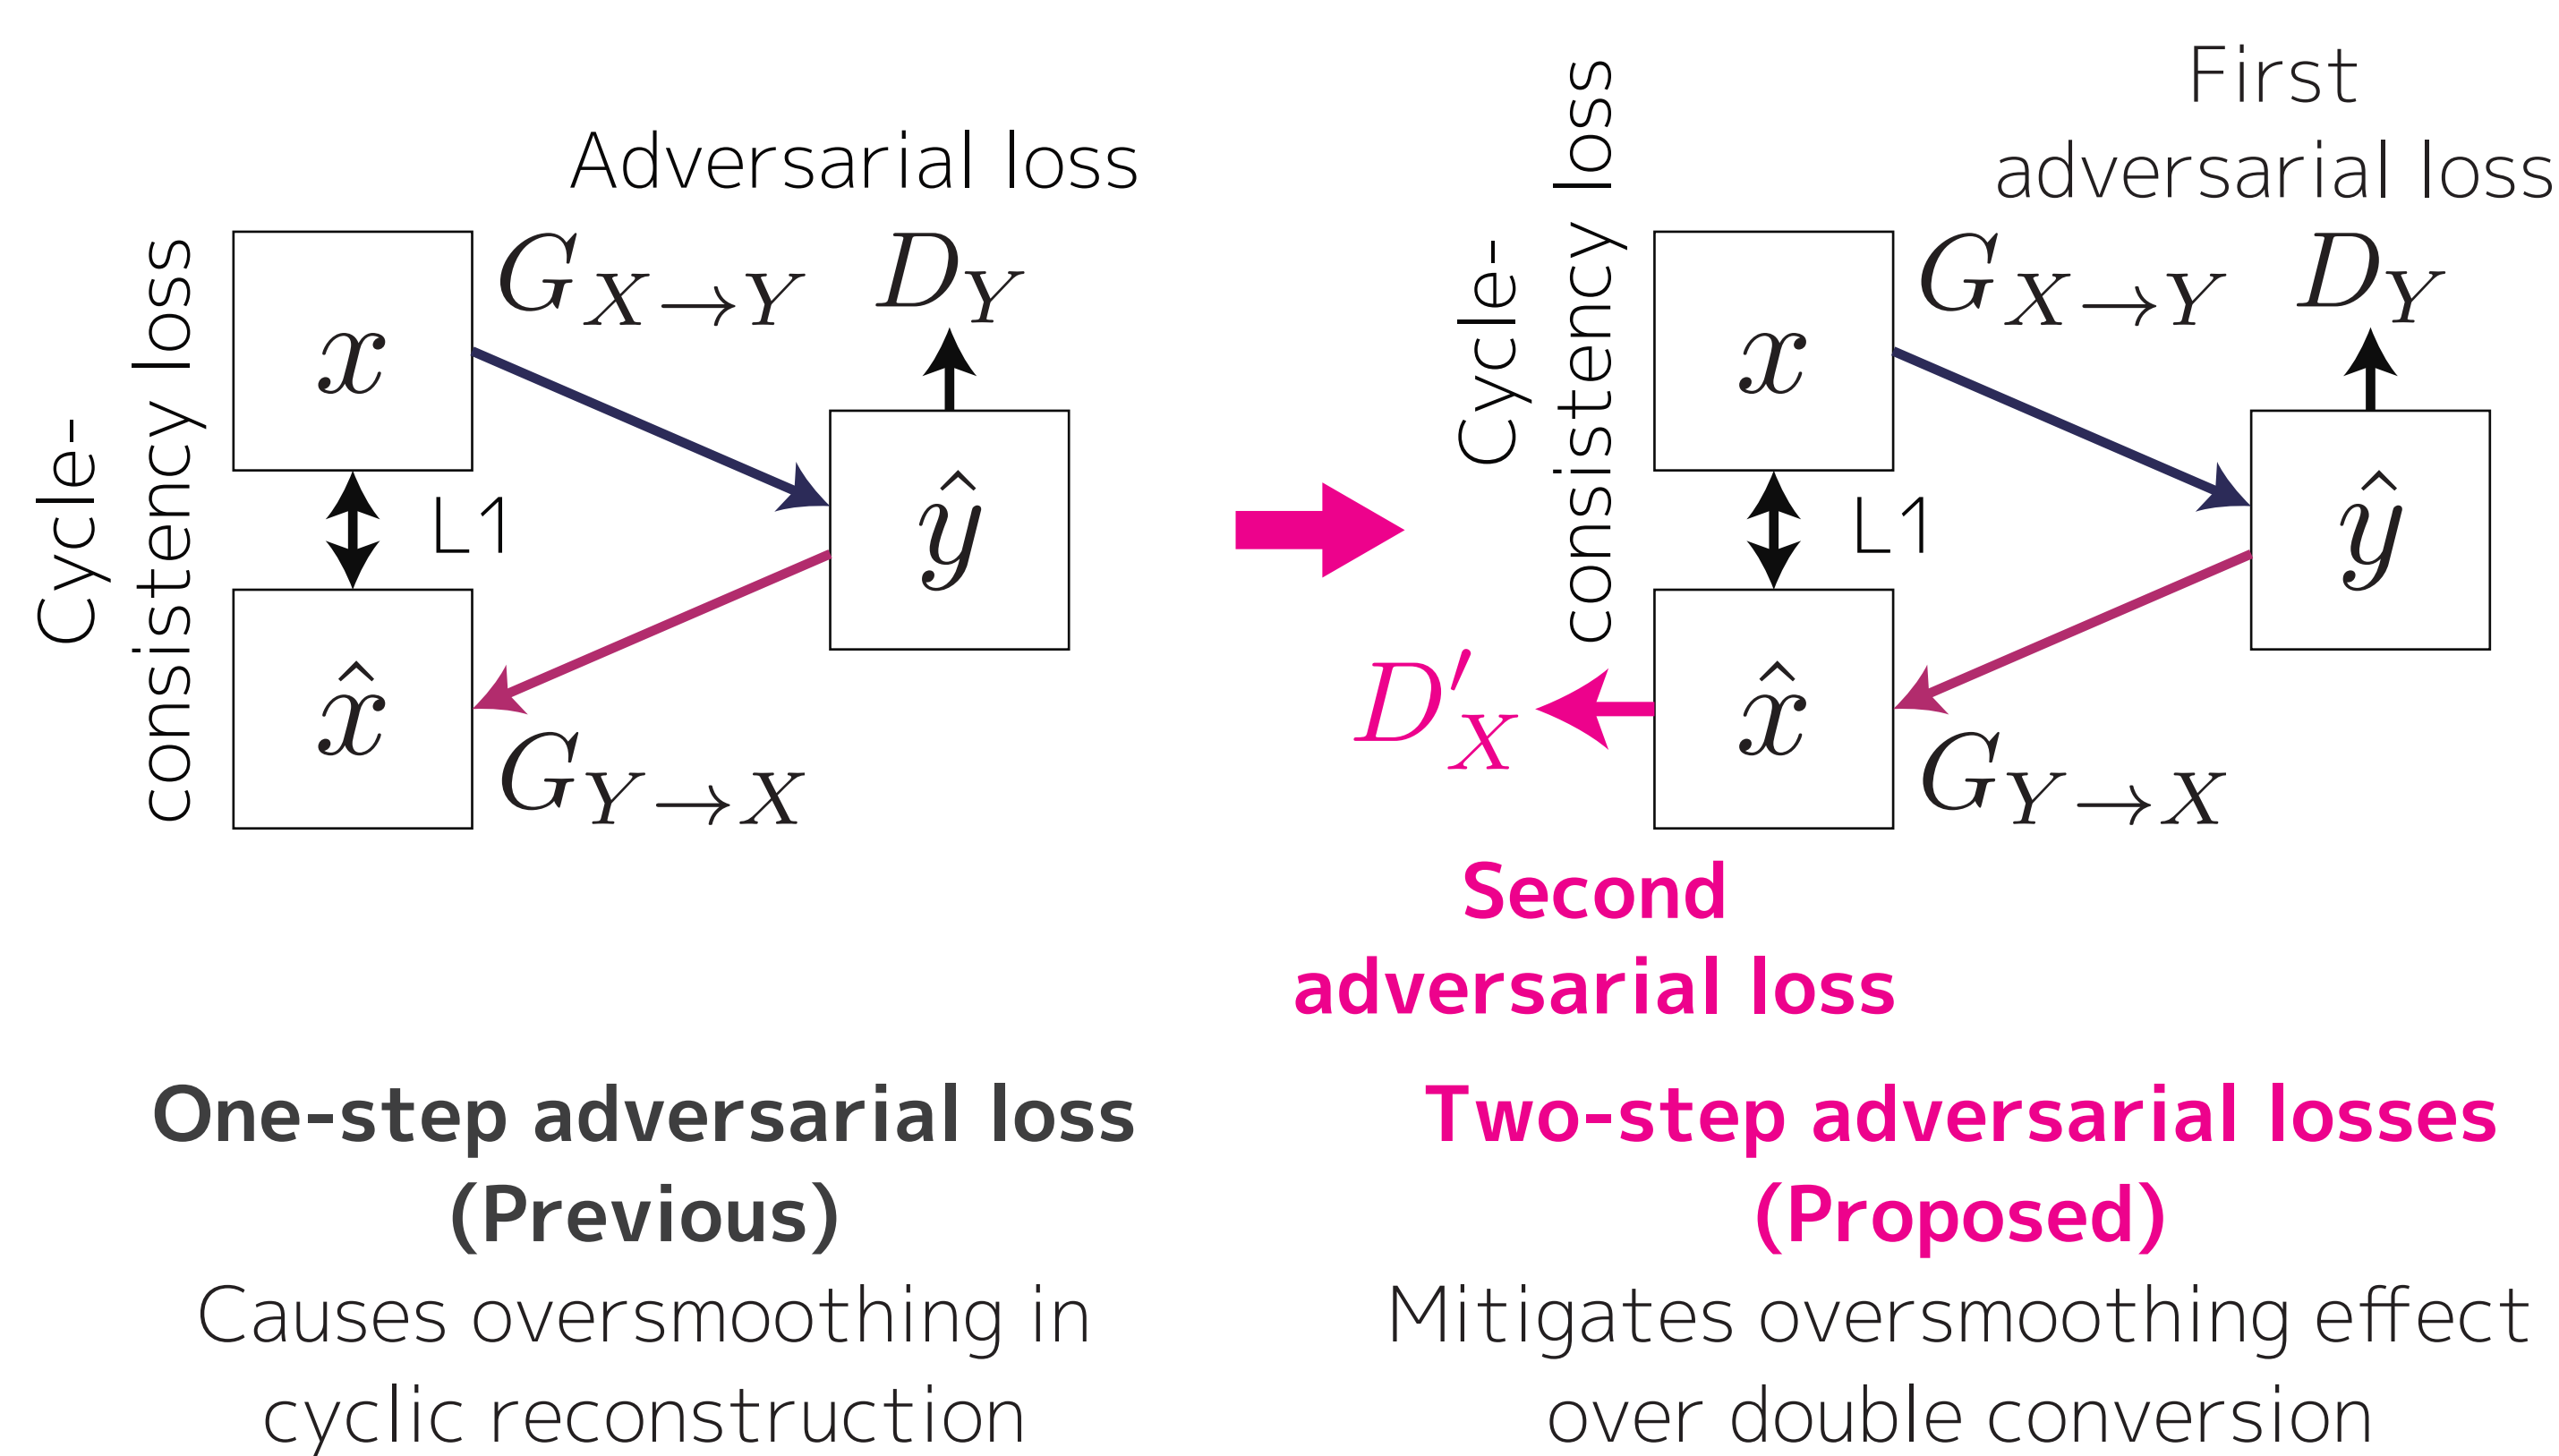 Adversarial loss
Cycle-
consistency loss
G_{X→Y}
D_Y
x
L1
ŷ
x̂
G_{Y→X}
One-step adversarial loss
(Previous)
Causes oversmoothing in
cyclic reconstruction
First
adversarial loss
Cycle-
consistency loss
G_{X→Y}
D_Y
x
L1
ŷ
D′_X
x̂
G_{Y→X}
Second
adversarial loss
Two-step adversarial losses
(Proposed)
Mitigates oversmoothing effect
over double conversion